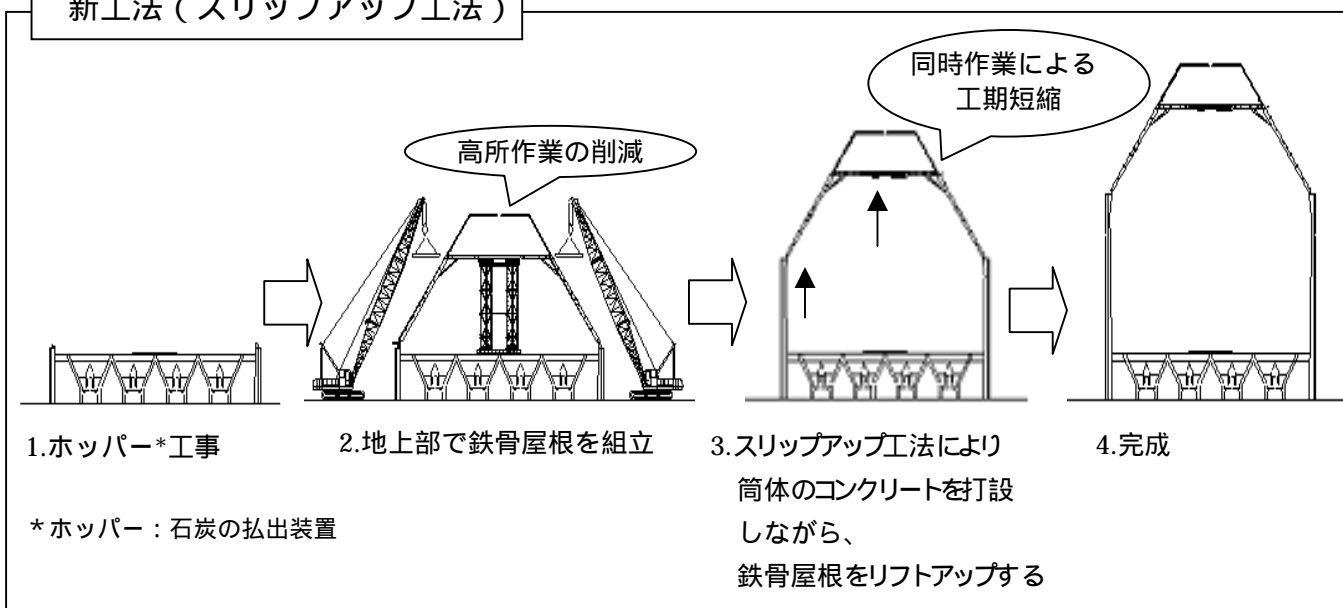 新工法（スリップアップ工法）
同時作業による
工期短縮
高所作業の削減
1.ホッパー*工事
2.地上部で鉄骨屋根を組立
3.スリップアップ工法により
筒体のコンクリートを打設
しながら、
鉄骨屋根をリフトアップする
4.完成
*ホッパー：石炭の払出装置